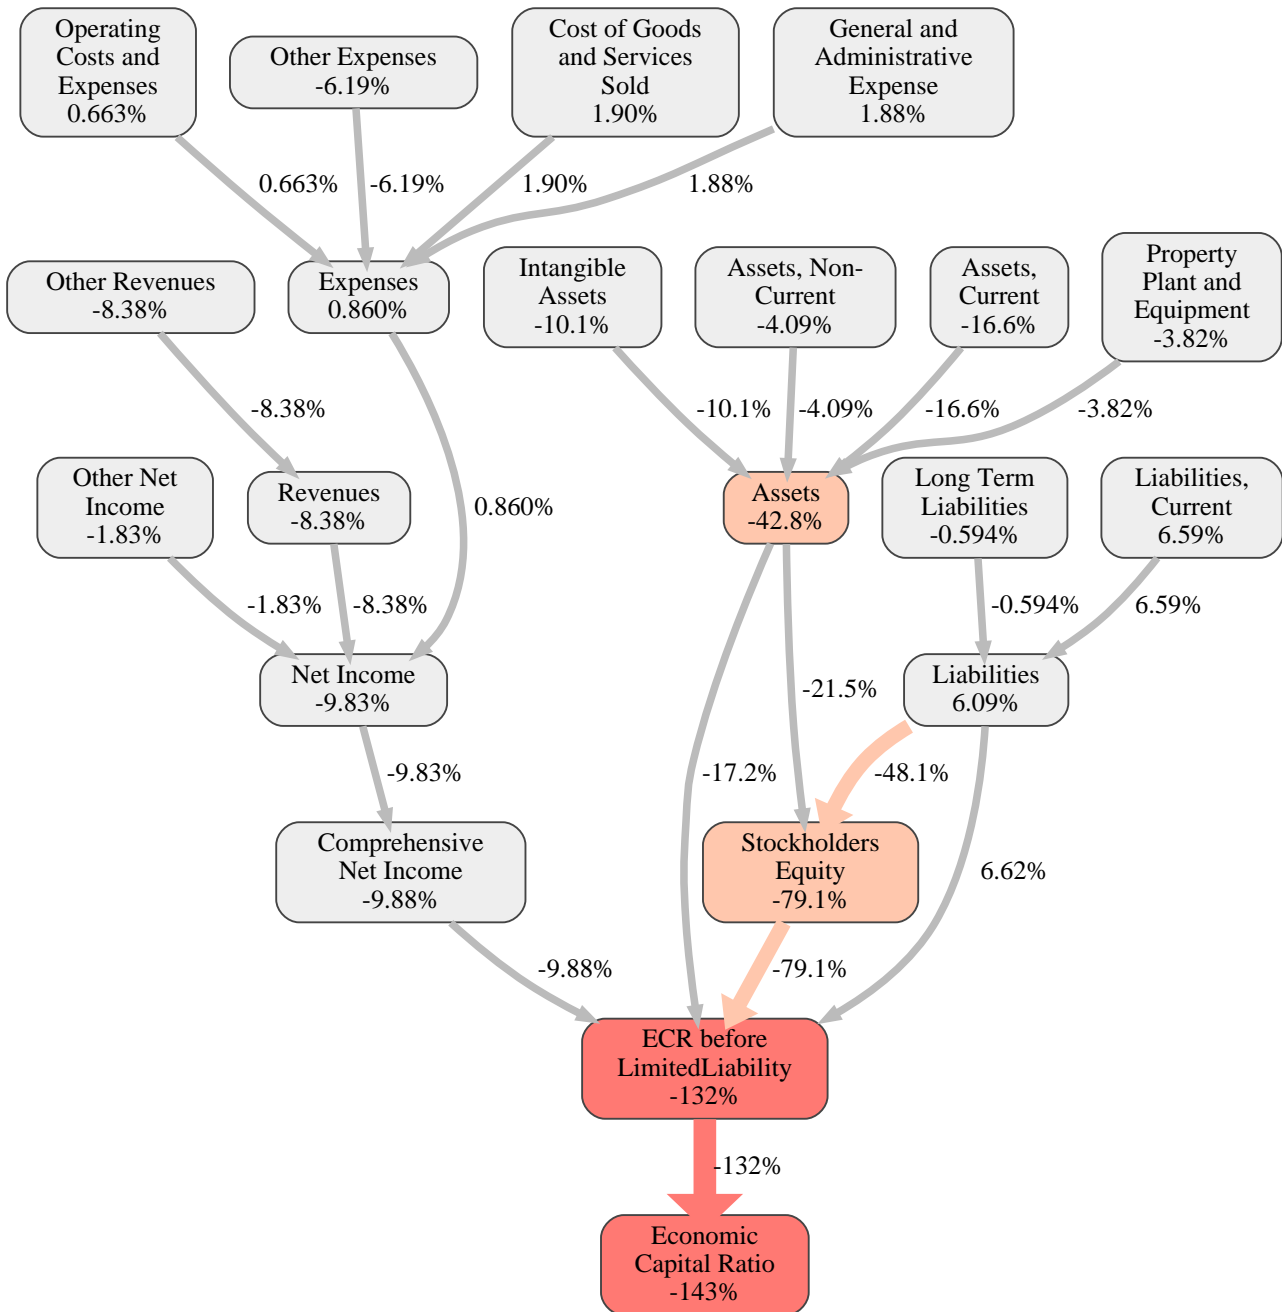 Operating
Costs and
Expenses
0.663%
Other Expenses
-6.19%
Cost of Goods
and Services
Sold
1.90%
General and
Administrative
Expense
1.88%
0.663%
-6.19%
1.90%
1.88%
Other Revenues
-8.38%
Expenses
0.860%
Intangible
Assets
-10.1%
Assets, Non-
Current
-4.09%
Assets,
Current
-16.6%
Property
Plant and
Equipment
-3.82%
-8.38%
-10.1%
-4.09%
-16.6%
-3.82%
Other Net
Income
-1.83%
Revenues
-8.38%
0.860%
Assets
-42.8%
Long Term
Liabilities
-0.594%
Liabilities,
Current
6.59%
-1.83%
-8.38%
-0.594%
6.59%
Net Income
-9.83%
-21.5%
Liabilities
6.09%
-9.83%
-17.2%
-48.1%
Comprehensive
Net Income
-9.88%
Stockholders
Equity
-79.1%
6.62%
-9.88%
-79.1%
ECR before
LimitedLiability
-132%
-132%
Economic
Capital Ratio
-143%